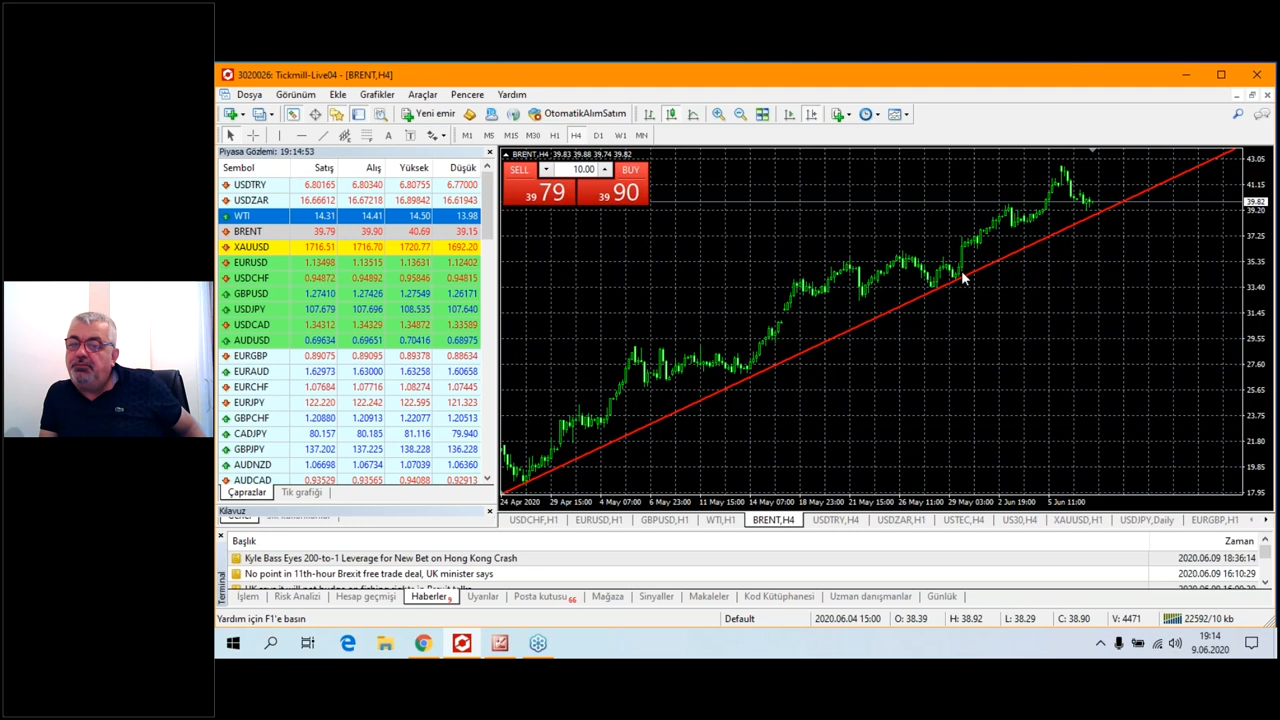 3020026: Tickmill-Live04 - [BRENT,H4]
Dosya Görünüm Ekle Grafikler Araçlar Pencere Yardım
Yeni emir OtomatikAlımSatım
A T M1 M5 M15 M30 H1 H4 D1 W1 MN
Piyasa Gözlemi: 19:14:53
Sembol Satış Alış Yüksek Düşük
USDTRY 6.80165 6.80340 6.80755 6.77000
USDZAR 16.66612 16.67218 16.89842 16.61943
WTI 14.31 14.41 14.50 13.98
BRENT 39.79 39.90 40.69 39.15
XAUUSD 1716.51 1716.70 1720.77 1692.20
EURUSD 1.13498 1.13515 1.13631 1.12402
USDCHF 0.94872 0.94892 0.95846 0.94815
GBPUSD 1.27410 1.27426 1.27549 1.26171
USDJPY 107.679 107.696 108.535 107.640
USDCAD 1.34312 1.34329 1.34872 1.33589
AUDUSD 0.69634 0.69651 0.70416 0.68975
EURGBP 0.89075 0.89095 0.89378 0.88634
EURAUD 1.62973 1.63000 1.63258 1.60658
EURCHF 1.07684 1.07716 1.08274 1.07445
EURJPY 122.220 122.242 122.595 121.323
GBPCHF 1.20880 1.20913 1.22077 1.20513
CADJPY 80.157 80.185 81.116 79.940
GBPJPY 137.202 137.225 138.228 136.228
AUDNZD 1.06698 1.06734 1.07063 1.06360
AUDCAD 0.93529 0.93565 0.94088 0.92913
Çaprazlar Tik grafiği
Kılavuz
BRENT,H4 39.83 39.88 39.74 39.82
SELL 10.00 BUY
39 79 39 90
43.05
41.15
39.82
39.20
37.25
35.35
33.40
31.45
29.50
27.60
25.65
23.75
21.80
19.85
17.95
24 Apr 2020 29 Apr 15:00 4 May 07:00 6 May 23:00 11 May 15:00 14 May 07:00 18 May 23:00 21 May 15:00 26 May 11:00 29 May 03:00 2 Jun 19:00 5 Jun 11:00
USDCHF,H1 EURUSD,H1 GBPUSD,H1 WTI,H1 BRENT,H4 USDTRY,H4 USDZAR,H1 USTEC,H4 US30,H4 XAUUSD,H1 USDJPY,Daily EURGBP,H1
Başlık Zaman
Kyle Bass Eyes 200-to-1 Leverage for New Bet on Hong Kong Crash 2020.06.09 18:36:14
No point in 11th-hour Brexit free trade deal, UK minister says 2020.06.09 16:10:29
Terminal
İşlem Risk Analizi Hesap geçmişi Haberler 9 Uyarılar Posta kutusu 66 Mağaza Sinyaller Makaleler Kod Kütüphanesi Uzman danışmanlar Günlük
Yardım için F1'e basın Default 2020.06.04 15:00 O: 38.39 H: 38.92 L: 38.29 C: 38.90 V: 4471 22592/10 kb
19:14
9.06.2020